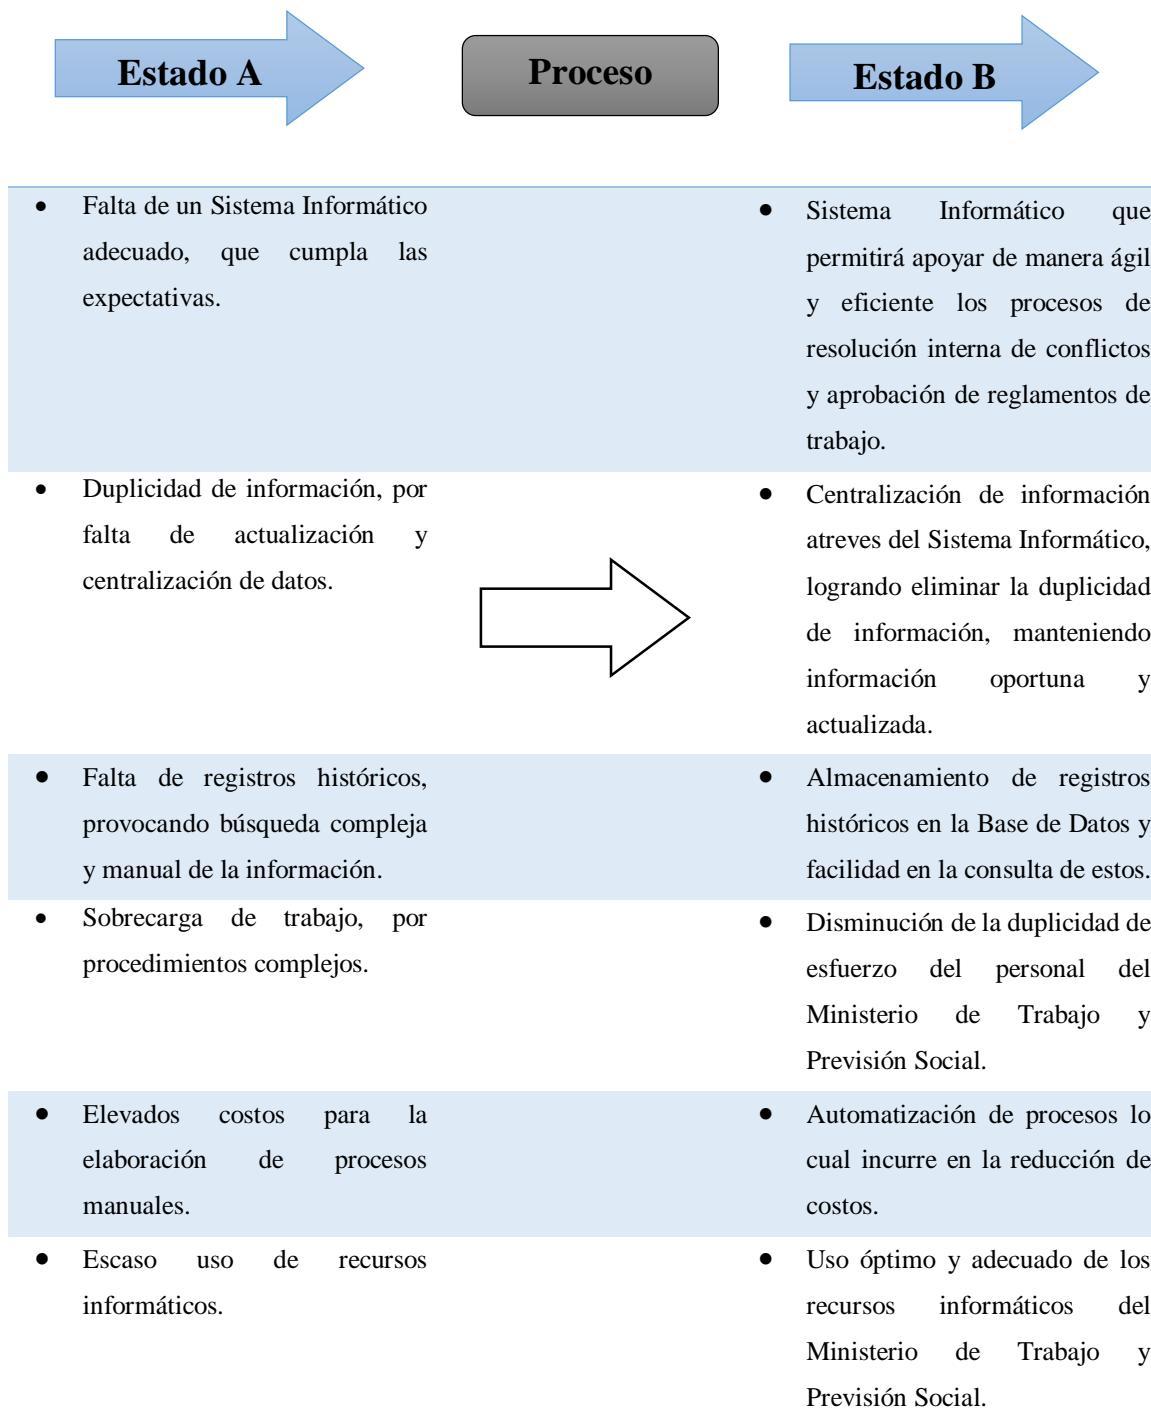 Estado A
Proceso
Estado B
• Falta de un Sistema Informático
adecuado, que cumpla las
expectativas.
• Sistema Informático que
permitirá apoyar de manera ágil
y eficiente los procesos de
resolución interna de conflictos
y aprobación de reglamentos de
trabajo.
• Duplicidad de información, por
falta de actualización y
centralización de datos.
• Centralización de información
atreves del Sistema Informático,
logrando eliminar la duplicidad
de información, manteniendo
información oportuna y
actualizada.
• Falta de registros históricos,
provocando búsqueda compleja
y manual de la información.
• Almacenamiento de registros
históricos en la Base de Datos y
facilidad en la consulta de estos.
• Sobrecarga de trabajo, por
procedimientos complejos.
• Disminución de la duplicidad de
esfuerzo del personal del
Ministerio de Trabajo y
Previsión Social.
• Elevados costos para la
elaboración de procesos
manuales.
• Automatización de procesos lo
cual incurre en la reducción de
costos.
• Escaso uso de recursos
informáticos.
• Uso óptimo y adecuado de los
recursos informáticos del
Ministerio de Trabajo y
Previsión Social.